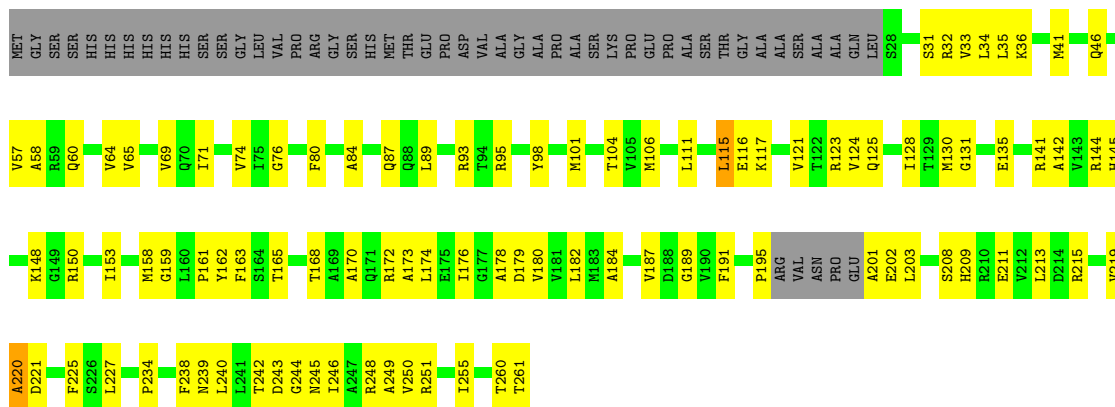 MET GLY SER SER HIS HIS HIS HIS HIS HIS SER SER GLY LEU VAL PRO ARG GLY SER HIS MET THR GLU PRO ASP VAL ALA GLY ALA PRO ALA SER LYS PRO GLU PRO ALA SER THR GLY ALA ALA SER ALA ALA GLN LEU S28 S31 R32 V33 L34 L35 K36 M41 Q46
V57 A58 R59 Q60 V64 V65 V69 Q70 I71 V74 I75 G76 F80 A84 Q87 Q88 L89 R93 T94 R95 Y98 M101 T104 V105 M106 L111 L115 E116 K117 V121 T122 R123 V124 Q125 I128 T129 M130 G131 E135 R141 A142 V143 R144 H145
K148 G149 R150 I153 M158 G159 L160 P161 Y162 F163 S164 T165 T168 A169 A170 Q171 R172 A173 L174 E175 I176 G177 A178 D179 V180 V181 L182 M183 A184 V187 D188 G189 V190 F191 P195 ARG VAL ASN PRO GLU A201 E202 L203 S208 H209 R210 E211 V212 L213 D214 R215 V219
A220 D221 F225 S226 L227 P234 F238 N239 L240 L241 T242 D243 G244 N245 I246 A247 R248 A249 V250 R251 I255 T260 T261